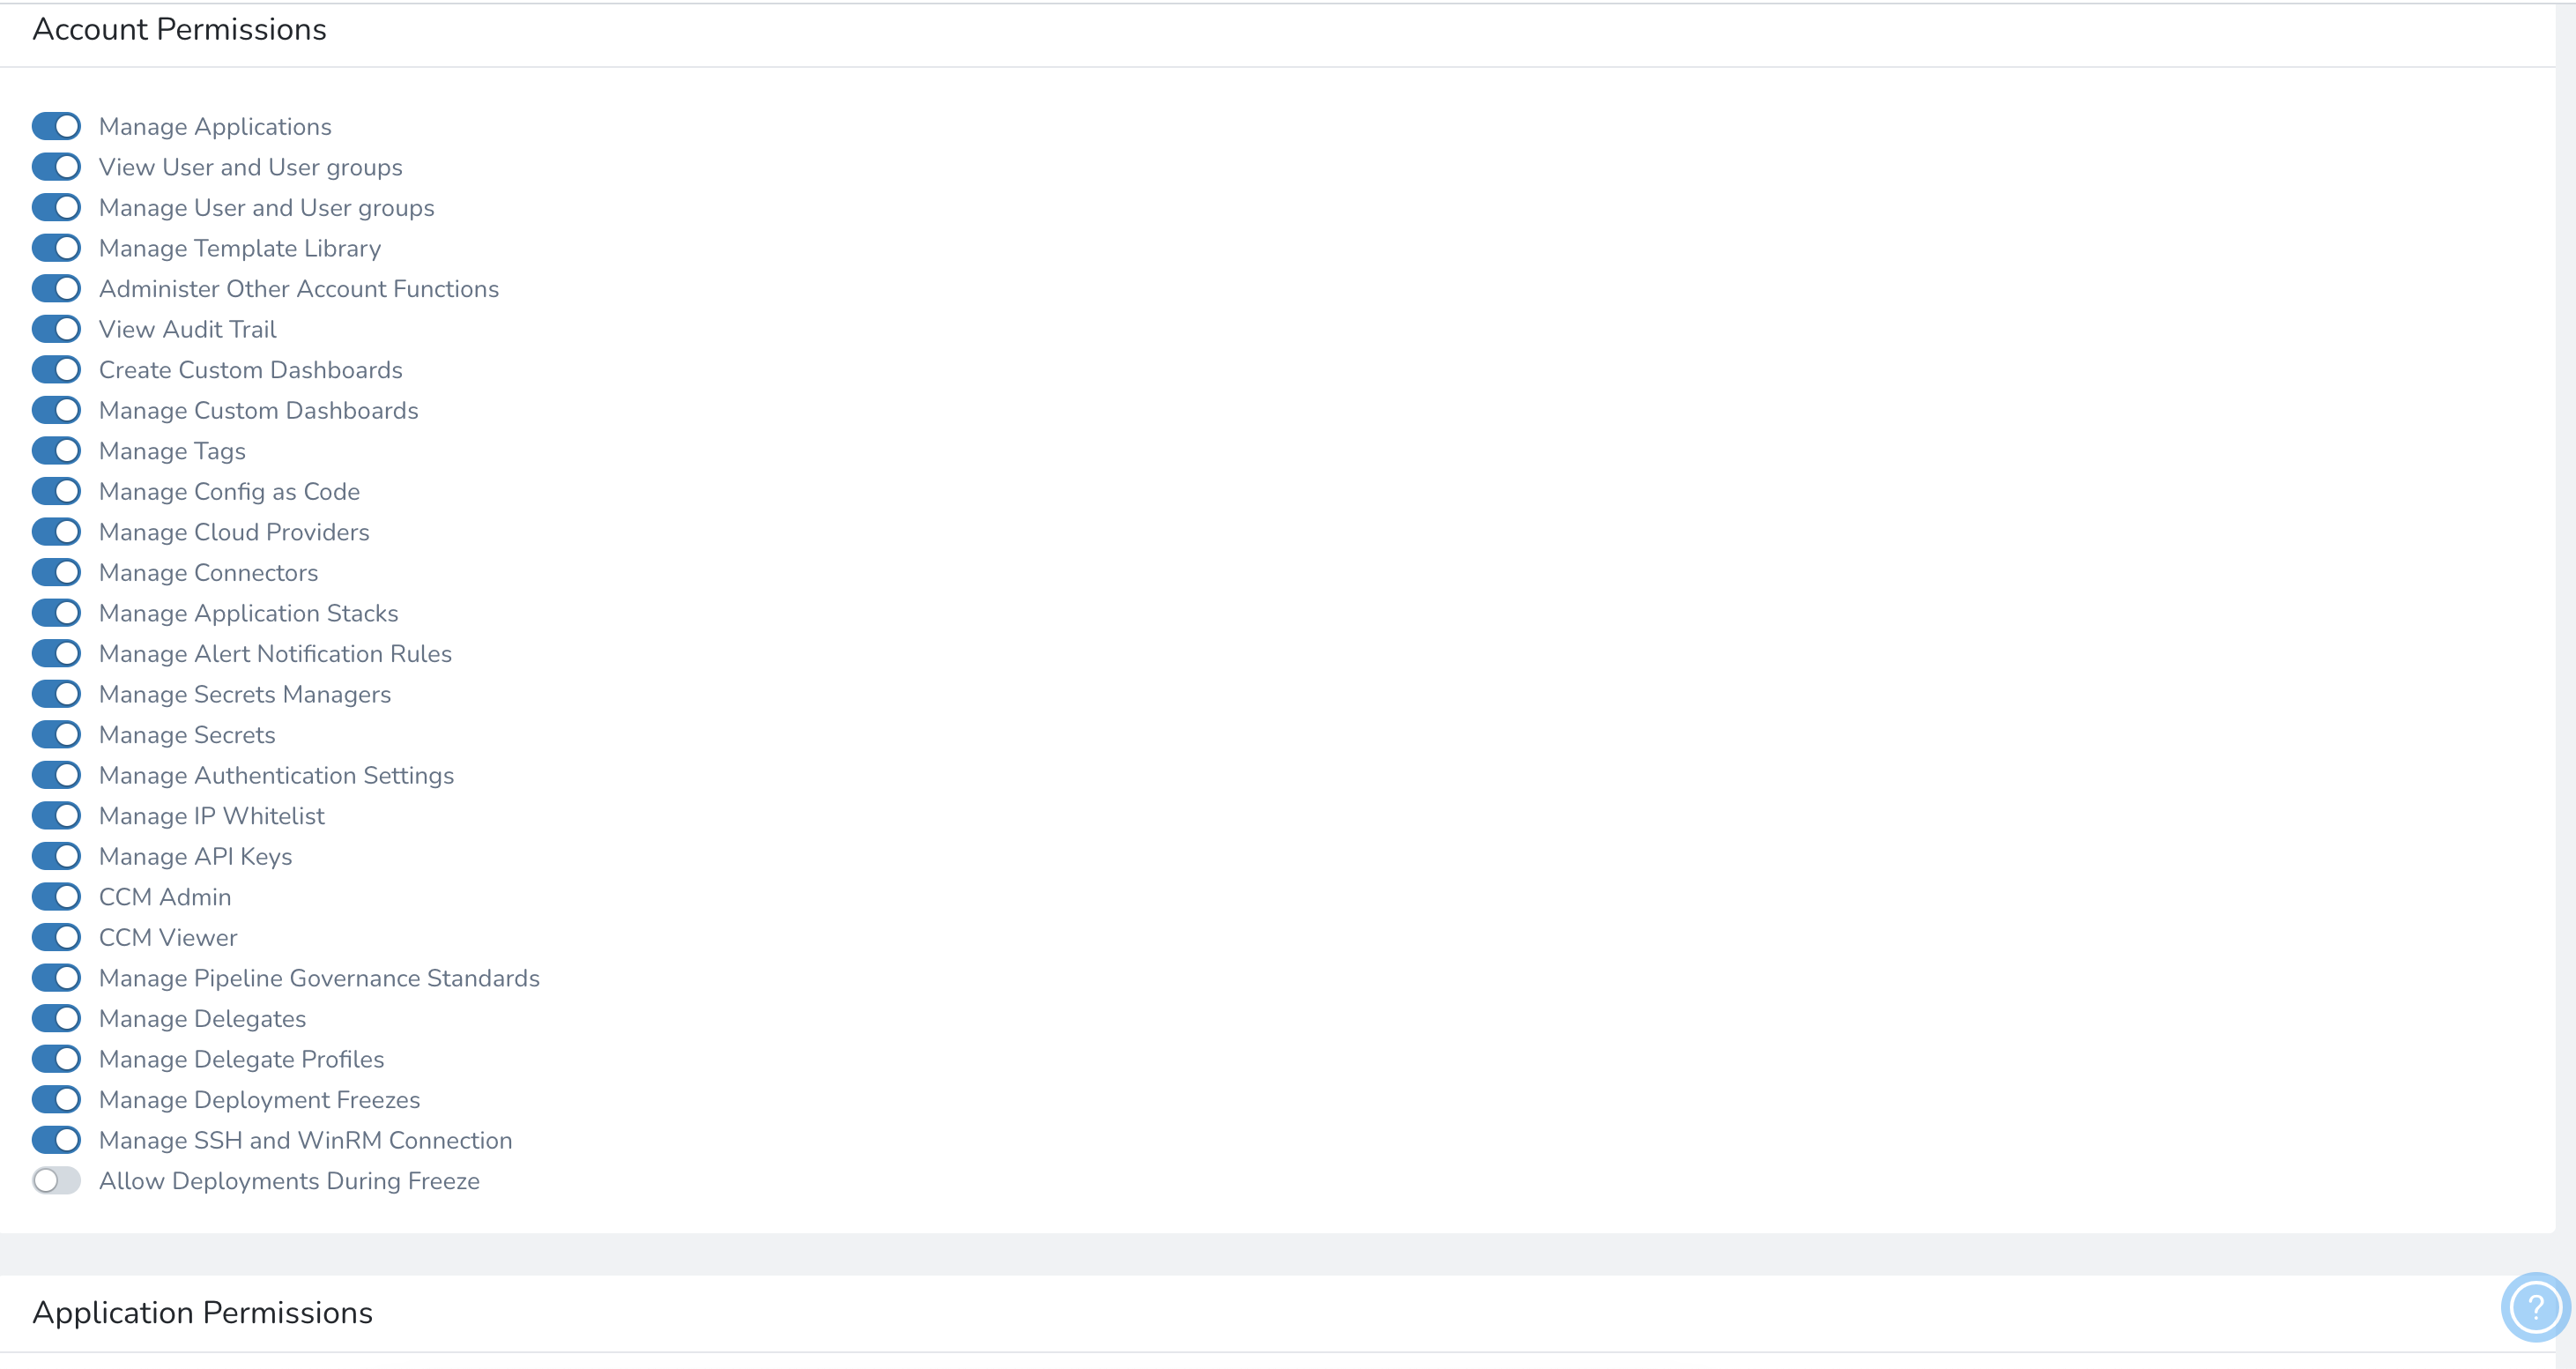 Account Permissions
Manage Applications
View User and User groups
Manage User and User groups
Manage Template Library
Administer Other Account Functions
View Audit Trail
Create Custom Dashboards
Manage Custom Dashboards
Manage Tags
Manage Config as Code
Manage Cloud Providers
Manage Connectors
Manage Application Stacks
Manage Alert Notification Rules
Manage Secrets Managers
Manage Secrets
Manage Authentication Settings
Manage IP Whitelist
Manage API Keys
CCM Admin
CCM Viewer
Manage Pipeline Governance Standards
Manage Delegates
Manage Delegate Profiles
Manage Deployment Freezes
Manage SSH and WinRM Connection
Allow Deployments During Freeze
Application Permissions
?